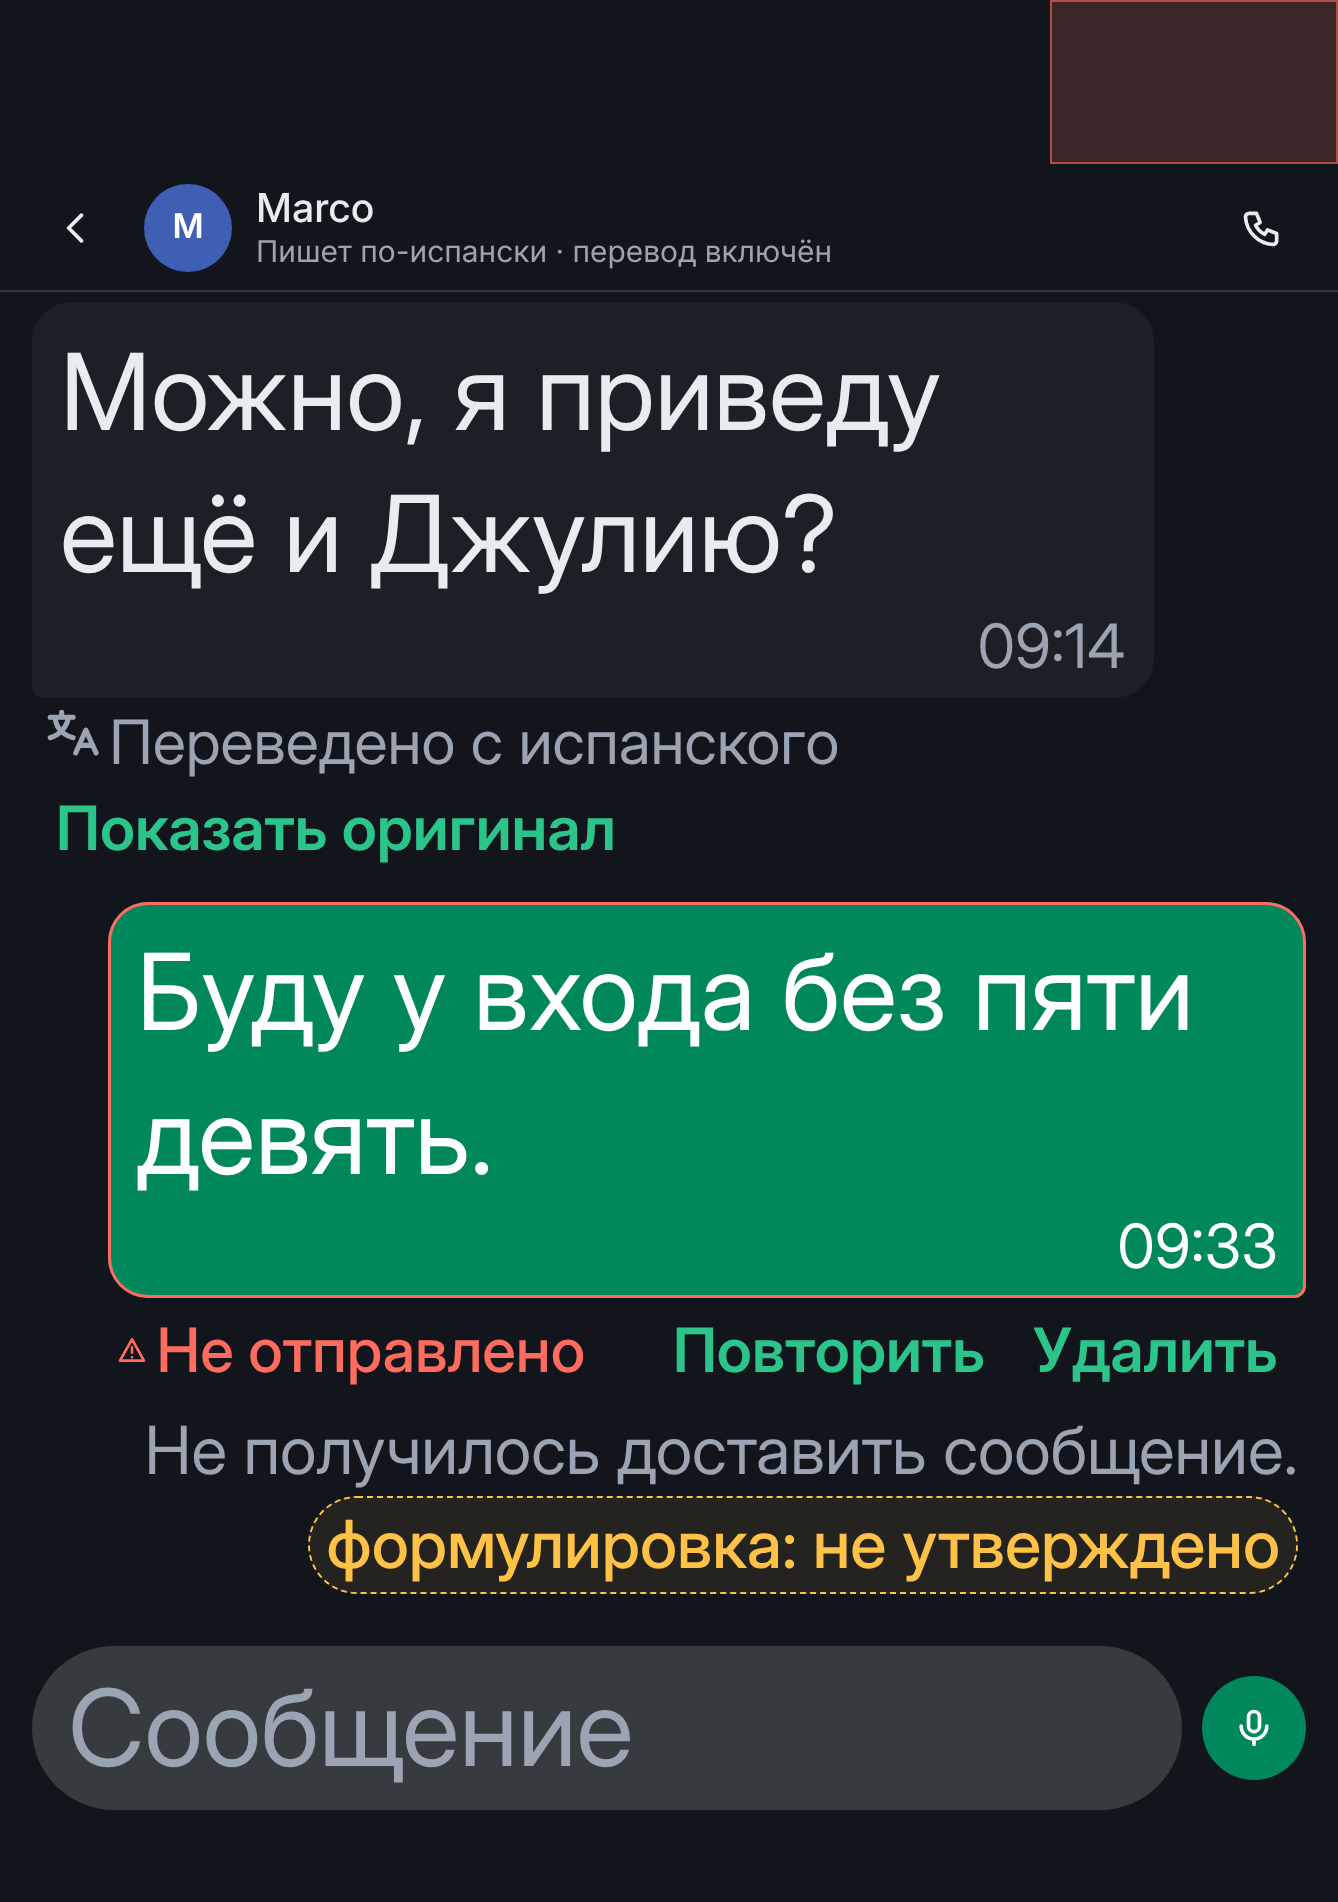 M
Marco
Пишет по-испански · перевод включён
Можно, я приведу
ещё и Джулию?
09:14
Переведено с испанского
Показать оригинал
Буду у входа без пяти
девять.
09:33
Не отправлено Повторить Удалить
Не получилось доставить сообщение.
формулировка: не утверждено
Сообщение